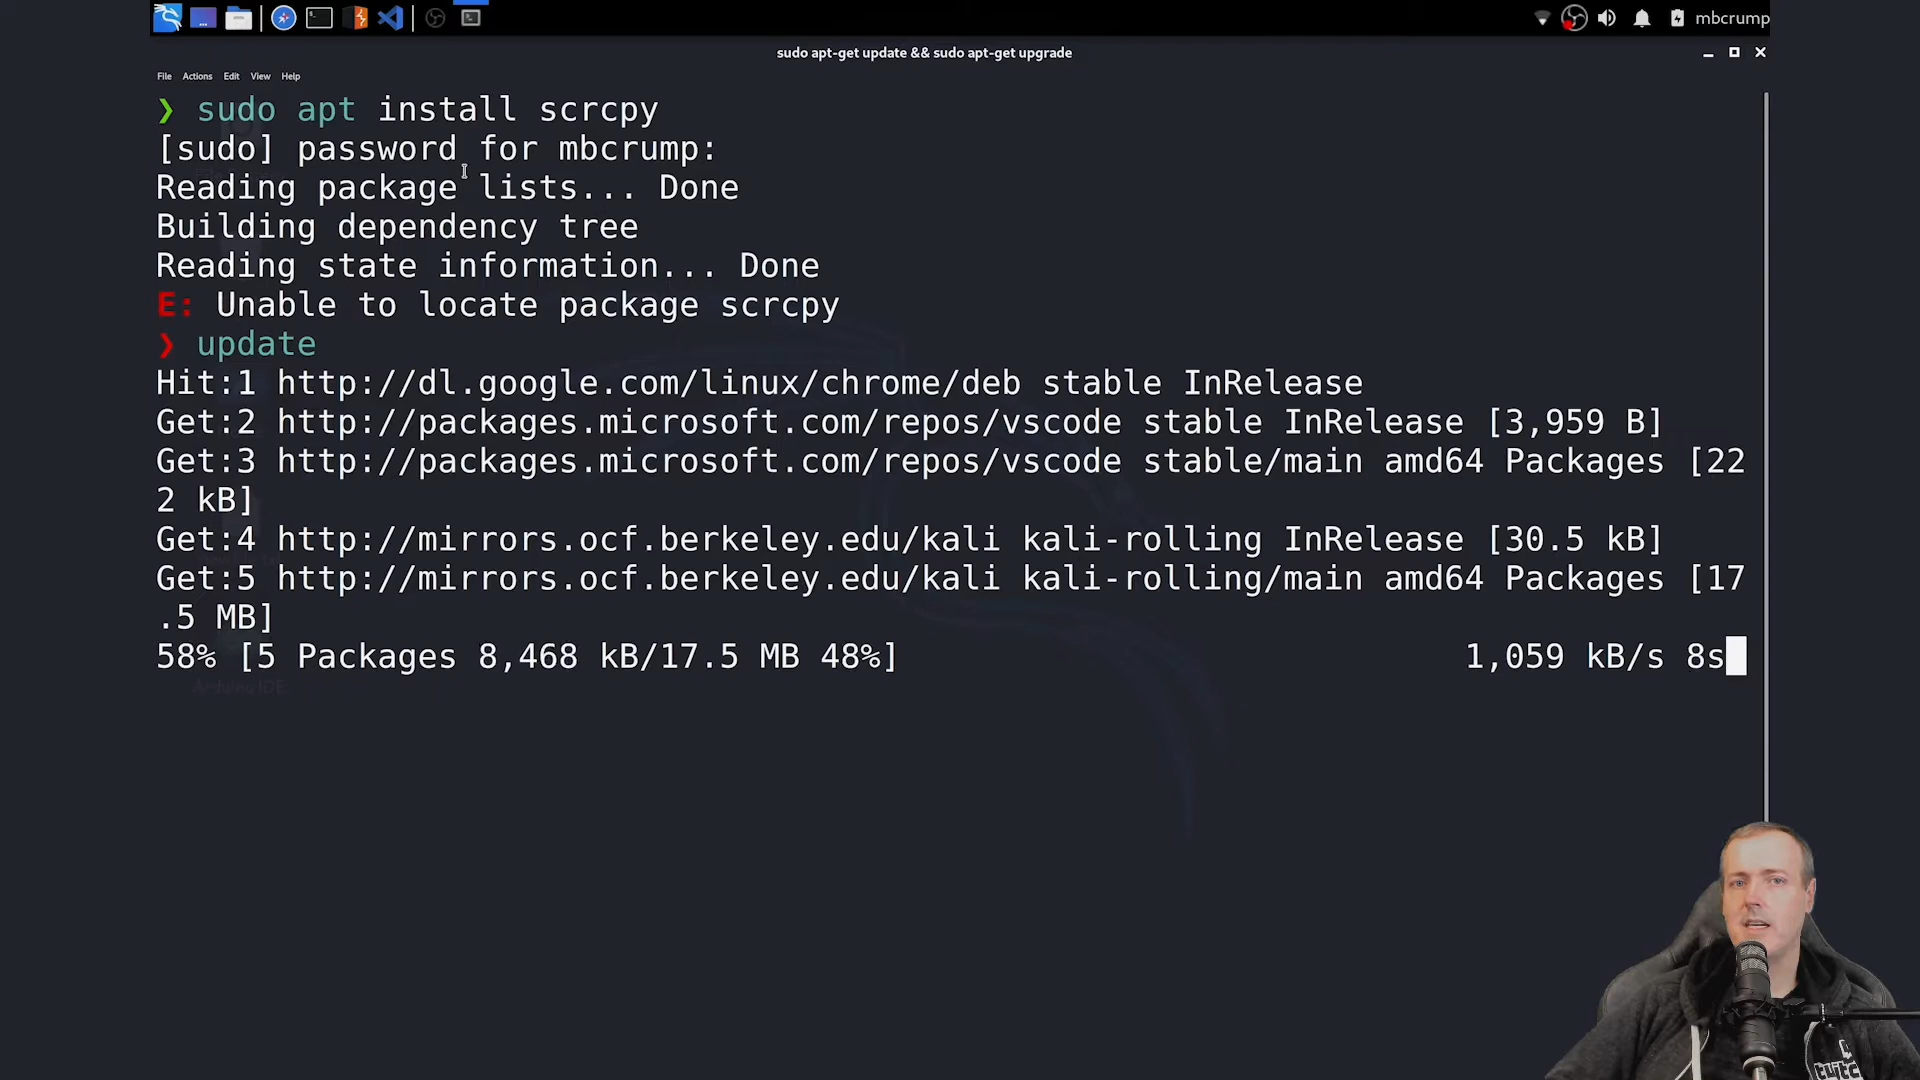 mbcrump
sudo apt-get update && sudo apt-get upgrade
File Actions Edit View Help
❯ sudo apt install scrcpy
[sudo] password for mbcrump:
Reading package lists... Done
Building dependency tree
Reading state information... Done
E: Unable to locate package scrcpy
❯ update
Hit:1 http://dl.google.com/linux/chrome/deb stable InRelease
Get:2 http://packages.microsoft.com/repos/vscode stable InRelease [3,959 B]
Get:3 http://packages.microsoft.com/repos/vscode stable/main amd64 Packages [22
2 kB]
Get:4 http://mirrors.ocf.berkeley.edu/kali kali-rolling InRelease [30.5 kB]
Get:5 http://mirrors.ocf.berkeley.edu/kali kali-rolling/main amd64 Packages [17
.5 MB]
58% [5 Packages 8,468 kB/17.5 MB 48%] 1,059 kB/s 8s
Arduino IDE
twitc